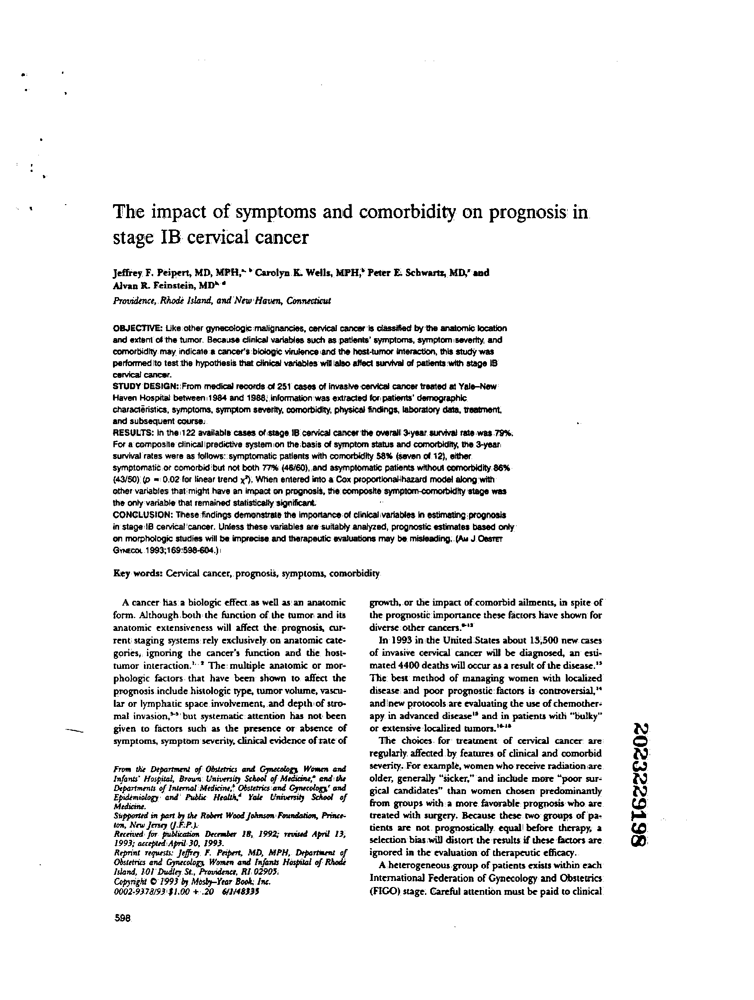 The impact of symptoms and comorbidity on prognosis in
stage IB cervical cancer
Jeffrey F. Peipert, MD, MPH,ᵃ· ᵇ Carolyn K. Wells, MPH,ᵇ Peter E. Schwartz, MD,ᶜ and
Alvan R. Feinstein, MDᵇ· ᵈ
Providence, Rhode Island, and New Haven, Connecticut
OBJECTIVE: Like other gynecologic malignancies, cervical cancer is classified by the anatomic location
and extent of the tumor. Because clinical variables such as patients' symptoms, symptom severity, and
comorbidity may indicate a cancer's biologic virulence and the host-tumor interaction, this study was
performed to test the hypothesis that clinical variables will also affect survival of patients with stage IB
cervical cancer.
STUDY DESIGN: From medical records of 251 cases of invasive cervical cancer treated at Yale–New
Haven Hospital between 1984 and 1988, information was extracted for patients' demographic
characteristics, symptoms, symptom severity, comorbidity, physical findings, laboratory data, treatment,
and subsequent course.
RESULTS: In the 122 available cases of stage IB cervical cancer the overall 3-year survival rate was 79%.
For a composite clinical predictive system on the basis of symptom status and comorbidity, the 3-year
survival rates were as follows: symptomatic patients with comorbidity 58% (seven of 12), either
symptomatic or comorbid but not both 77% (46/60), and asymptomatic patients without comorbidity 86%
(43/50) (p = 0.02 for linear trend χ²). When entered into a Cox proportional-hazard model along with
other variables that might have an impact on prognosis, the composite symptom-comorbidity stage was
the only variable that remained statistically significant.
CONCLUSION: These findings demonstrate the importance of clinical variables in estimating prognosis
in stage IB cervical cancer. Unless these variables are suitably analyzed, prognostic estimates based only
on morphologic studies will be imprecise and therapeutic evaluations may be misleading. (AM J OBSTET
GYNECOL 1993;169:598-604.)
Key words: Cervical cancer, prognosis, symptoms, comorbidity
A cancer has a biologic effect as well as an anatomic
form. Although both the function of the tumor and its
anatomic extensiveness will affect the prognosis, cur-
rent staging systems rely exclusively on anatomic cate-
gories, ignoring the cancer's function and the host-
tumor interaction.¹· ² The multiple anatomic or mor-
phologic factors that have been shown to affect the
prognosis include histologic type, tumor volume, vascu-
lar or lymphatic space involvement, and depth of stro-
mal invasion,³⁻⁸ but systematic attention has not been
given to factors such as the presence or absence of
symptoms, symptom severity, clinical evidence of rate of
From the Department of Obstetrics and Gynecology, Women and
Infants' Hospital, Brown University School of Medicine,ᵃ and the
Departments of Internal Medicine,ᵇ Obstetrics and Gynecology,ᶜ and
Epidemiology and Public Health,ᵈ Yale University School of
Medicine.
Supported in part by the Robert Wood Johnson Foundation, Prince-
ton, New Jersey (J.F.P.).
Received for publication December 18, 1992; revised April 13,
1993; accepted April 30, 1993.
Reprint requests: Jeffrey F. Peipert, MD, MPH, Department of
Obstetrics and Gynecology, Women and Infants Hospital of Rhode
Island, 101 Dudley St., Providence, RI 02905.
Copyright © 1993 by Mosby–Year Book, Inc.
0002-9378/93 $1.00 + .20 6/1/48335
growth, or the impact of comorbid ailments, in spite of
the prognostic importance these factors have shown for
diverse other cancers.⁹⁻¹²
In 1993 in the United States about 13,500 new cases
of invasive cervical cancer will be diagnosed, an esti-
mated 4400 deaths will occur as a result of the disease.¹³
The best method of managing women with localized
disease and poor prognostic factors is controversial,¹⁴
and new protocols are evaluating the use of chemother-
apy in advanced disease¹⁵ and in patients with "bulky"
or extensive localized tumors.¹⁶⁻¹⁸
The choices for treatment of cervical cancer are
regularly affected by features of clinical and comorbid
severity. For example, women who receive radiation are
older, generally "sicker," and include more "poor sur-
gical candidates" than women chosen predominantly
from groups with a more favorable prognosis who are
treated with surgery. Because these two groups of pa-
tients are not prognostically equal before therapy, a
selection bias will distort the results if these factors are
ignored in the evaluation of therapeutic efficacy.
A heterogeneous group of patients exists within each
International Federation of Gynecology and Obstetrics
(FIGO) stage. Careful attention must be paid to clinical
598
2023229198